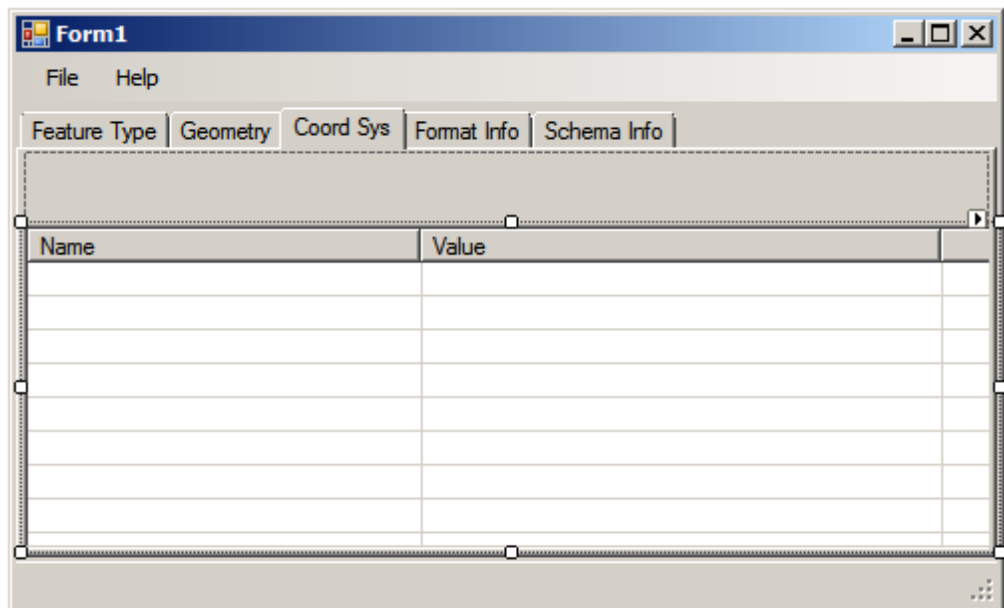 Form1
File Help
Feature Type Geometry Coord Sys Format Info Schema Info
Name Value